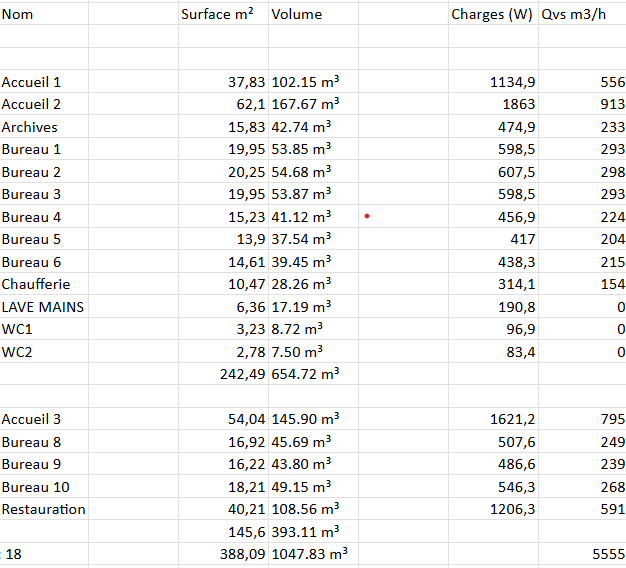 Nom Surface m² Volume Charges (W) Qvs m3/h
Accueil 1 37,83 102.15 m³ 1134,9 556
Accueil 2 62,1 167.67 m³ 1863 913
Archives 15,83 42.74 m³ 474,9 233
Bureau 1 19,95 53.85 m³ 598,5 293
Bureau 2 20,25 54.68 m³ 607,5 298
Bureau 3 19,95 53.87 m³ 598,5 293
Bureau 4 15,23 41.12 m³ 456,9 224
Bureau 5 13,9 37.54 m³ 417 204
Bureau 6 14,61 39.45 m³ 438,3 215
Chaufferie 10,47 28.26 m³ 314,1 154
LAVE MAINS 6,36 17.19 m³ 190,8 0
WC1 3,23 8.72 m³ 96,9 0
WC2 2,78 7.50 m³ 83,4 0
242,49 654.72 m³
Accueil 3 54,04 145.90 m³ 1621,2 795
Bureau 8 16,92 45.69 m³ 507,6 249
Bureau 9 16,22 43.80 m³ 486,6 239
Bureau 10 18,21 49.15 m³ 546,3 268
Restauration 40,21 108.56 m³ 1206,3 591
145,6 393.11 m³
: 18 388,09 1047.83 m³ 5555